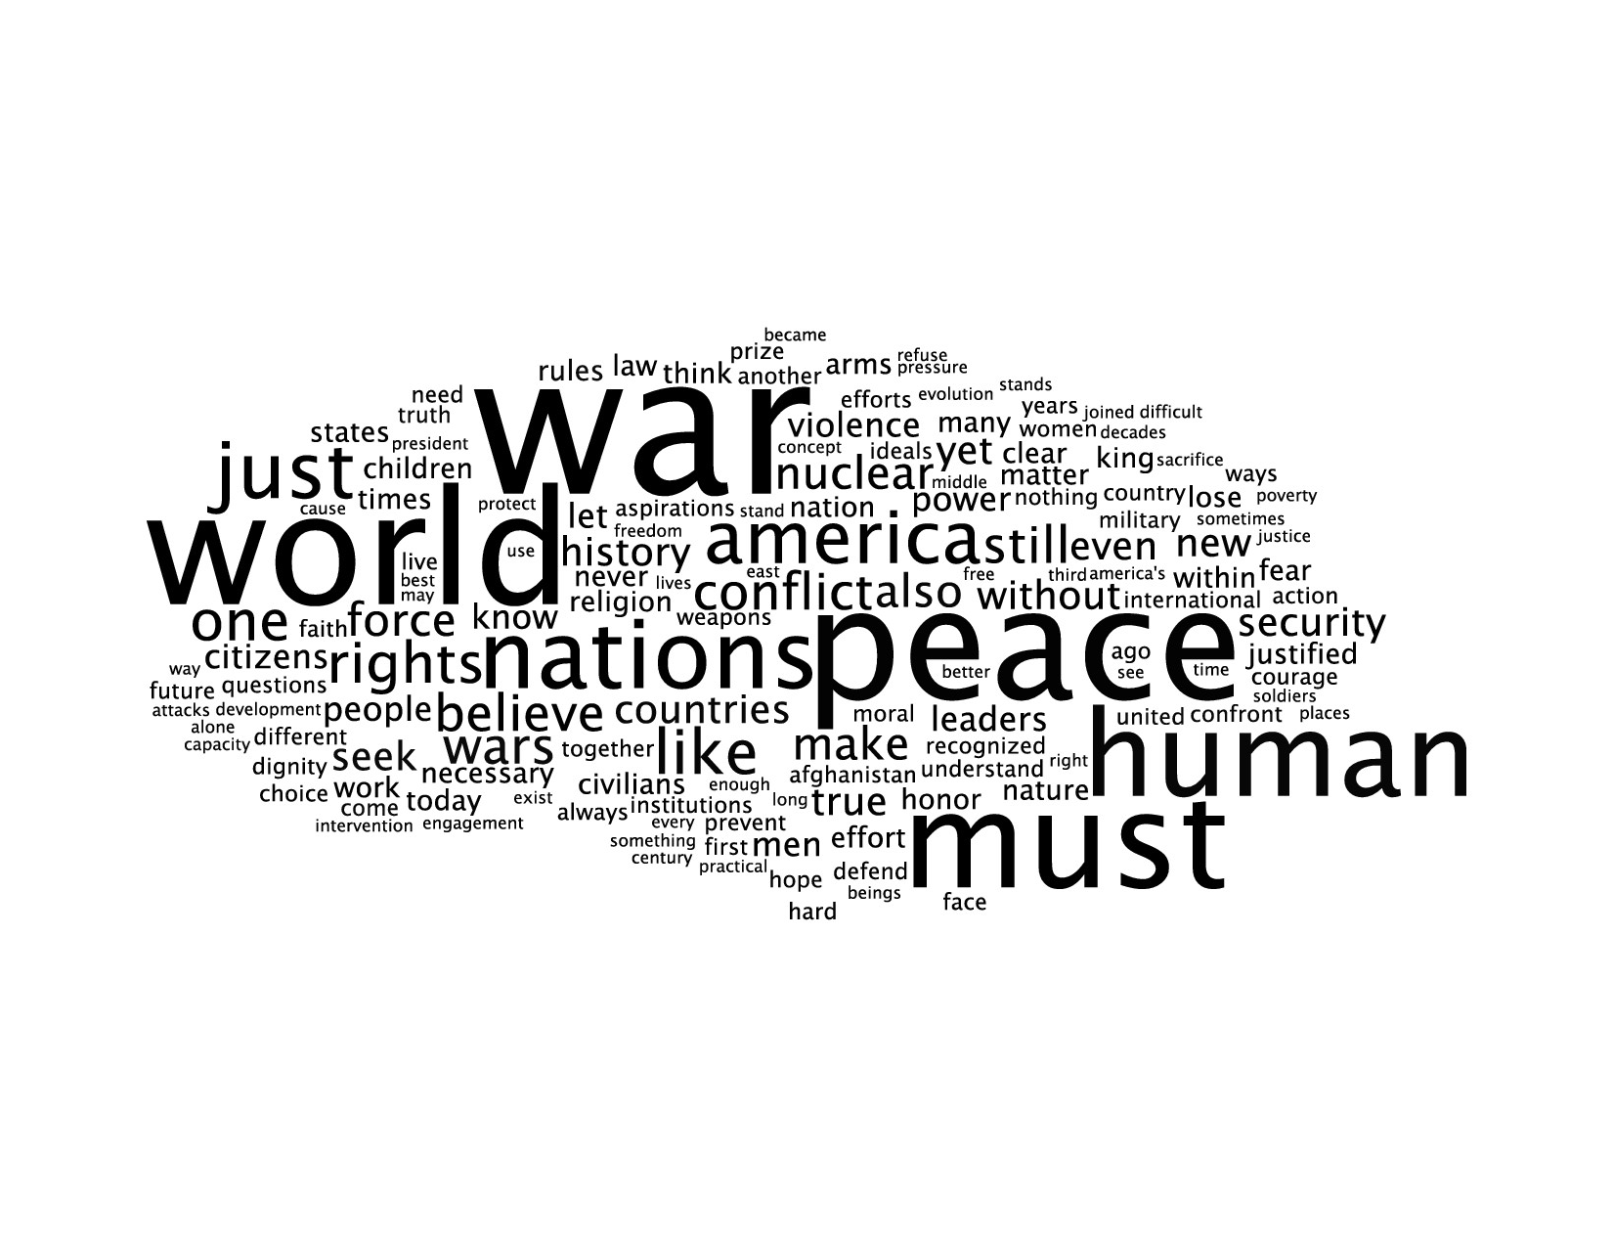 became
prize
refuse
rules law think another arms pressure
need
truth
war
efforts evolution stands
years joined difficult
states president
violence many women decades
concept ideals yet clear king sacrifice
just children
nuclear middle matter ways
cause times protect
power nothing country lose poverty
let aspirations stand nation
military sometimes
world
freedom
america still even new justice
live use history
best never lives east
conflict also free third america's within fear
may religion weapons
without international action
one faith force know
nations peace security
way citizens rights
better ago see time justified
courage
future questions
soldiers
attacks development people believe countries
moral leaders united confront places
alone
capacity different
seek wars together like make recognized
human
dignity necessary
afghanistan understand right
choice work civilians enough
nature
come today exist always institutions long true honor
intervention engagement
every prevent
must
something first men effort
century practical
hope defend
beings
hard face